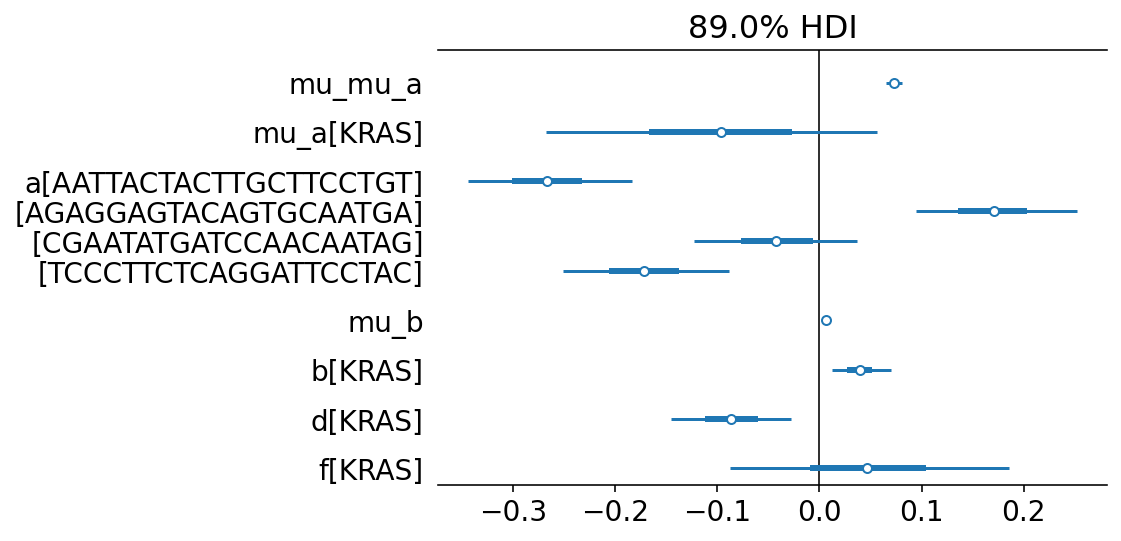 89.0% HDI
mu_mu_a
mu_a[KRAS]
a[AATTACTACTTGCTTCCTGT]
[AGAGGAGTACAGTGCAATGA]
[CGAATATGATCCAACAATAG]
[TCCCTTCTCAGGATTCCTAC]
mu_b
b[KRAS]
d[KRAS]
f[KRAS]
−0.3 −0.2 −0.1 0.0 0.1 0.2